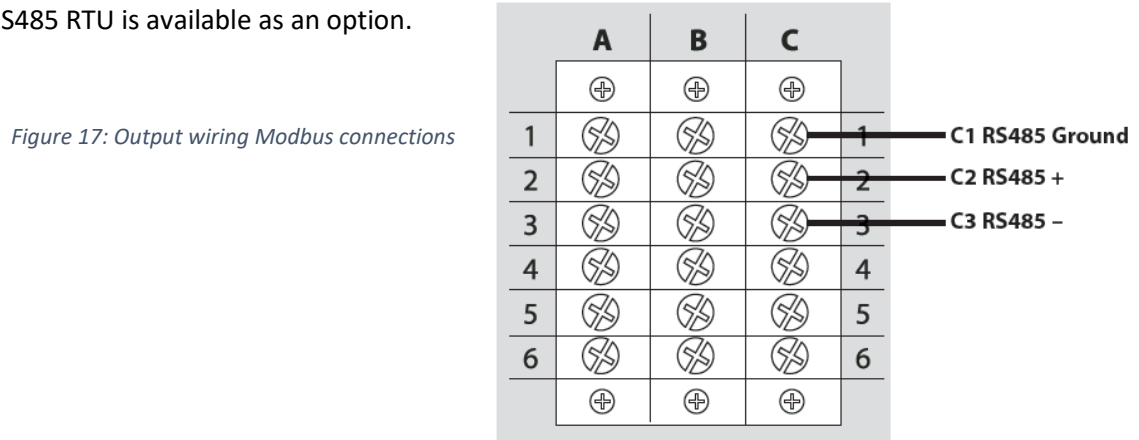 S485 RTU is available as an option.
Figure 17: Output wiring Modbus connections
A B C
1 1 C1 RS485 Ground
2 2 C2 RS485 +
3 3 C3 RS485 –
4 4
5 5
6 6